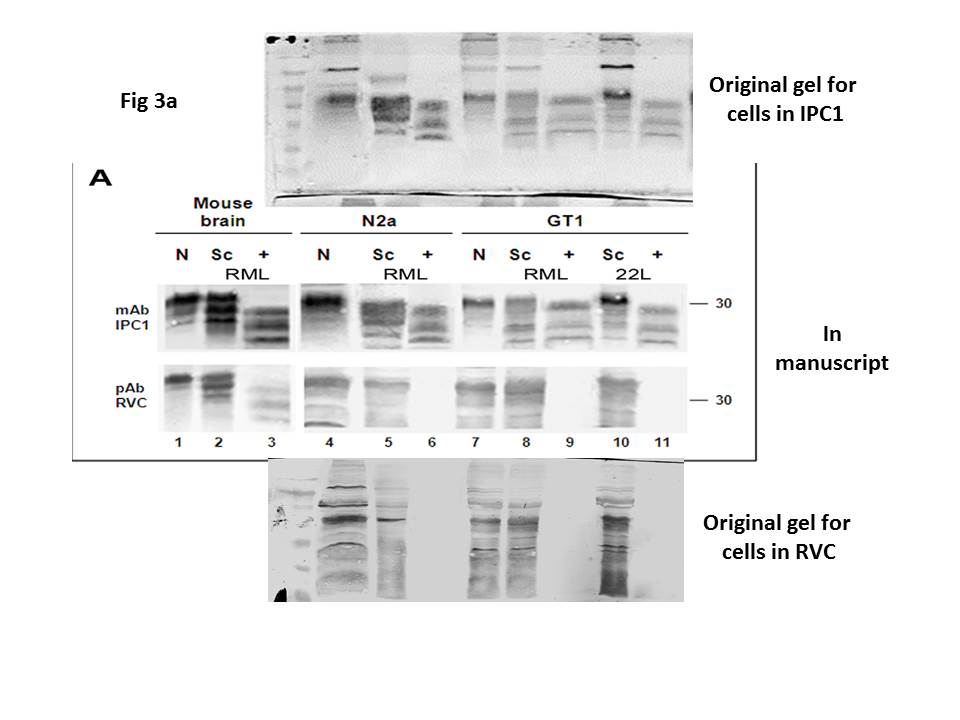 Fig 3a
Original gel for
cells in IPC1
A
Mouse
brain
N2a
GT1
N Sc + N Sc + N Sc + Sc +
RML RML RML 22L
mAb
IPC1
30
In
manuscript
pAb
RVC
30
1 2 3 4 5 6 7 8 9 10 11
Original gel for
cells in RVC